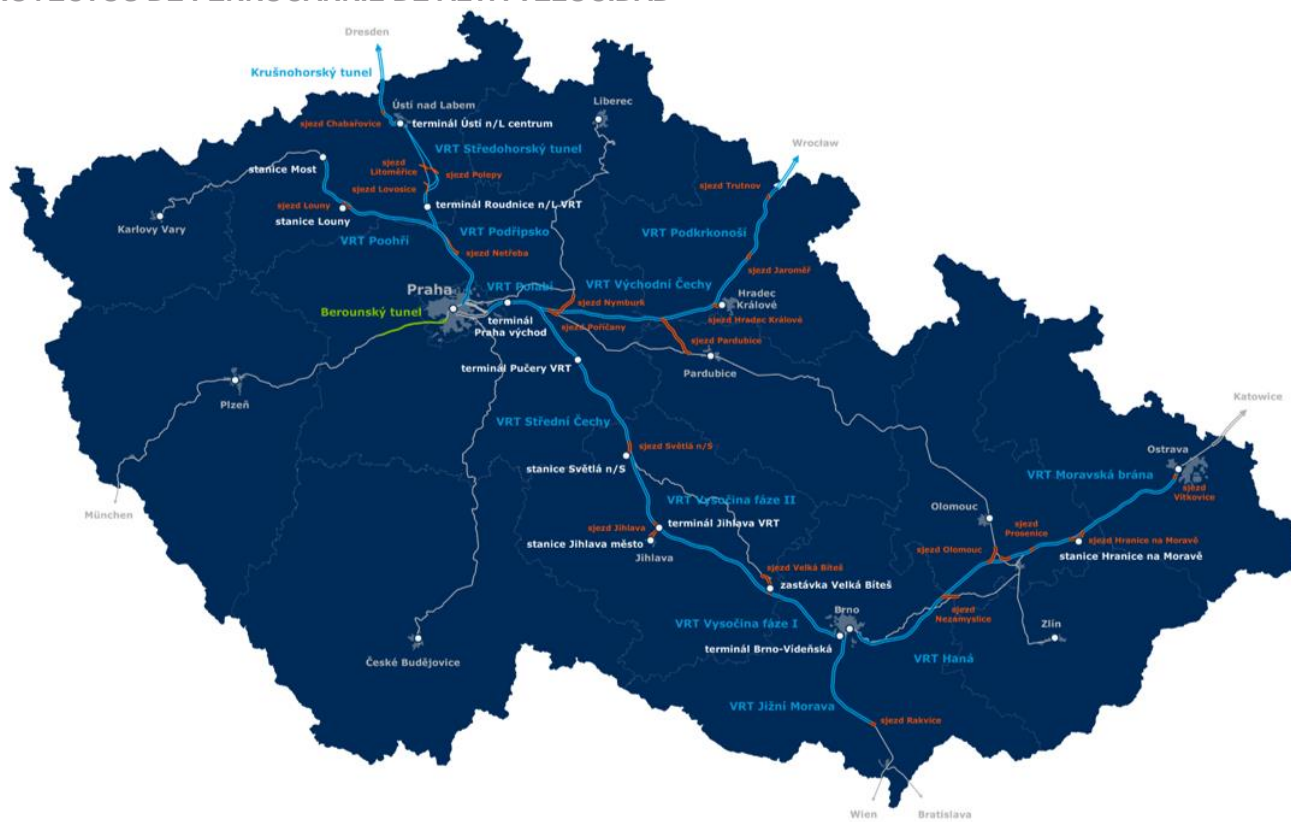 Dresden
Krušnohorský tunel
Ústí nad Labem
sjezd Chabařovice
terminál Ústí n/L centrum
Liberec
VRT Středohorský tunel
Wrocław
stanice Most
sjezd
Litoměřice
sjezd Polepy
sjezd Lovosice
sjezd Trutnov
sjezd Louny
stanice Louny
terminál Roudnice n/L VRT
Karlovy Vary
VRT Poohří
VRT Podřipsko
VRT Podkrkonoší
sjezd Netřeba
sjezd Jaroměř
Praha
VRT Polabí
VRT Východní Čechy
Hradec
Králové
sjezd Nymburk
Berounský tunel
terminál
Praha východ
sjezd Poříčany
sjezd Hradec Králové
sjezd Pardubice
terminál Pučery VRT
Pardubice
Plzeň
Katowice
VRT Střední Čechy
sjezd Světlá n/S
Ostrava
stanice Světlá n/S
VRT Moravská brána
sjezd
Vítkovice
München
VRT Vysočina fáze II
Olomouc
sjezd Jihlava
terminál Jihlava VRT
sjezd
Prosenice
stanice Jihlava město
sjezd Hranice na Moravě
Jihlava
sjezd Olomouc
stanice Hranice na Moravě
sjezd Velká Bíteš
zastávka Velká Bíteš
Brno
sjezd
Nezamyslice
VRT Vysočina fáze I
Zlín
terminál Brno-Vídeňská
České Budějovice
VRT Haná
VRT Jižní Morava
sjezd Rakvice
Wien
Bratislava